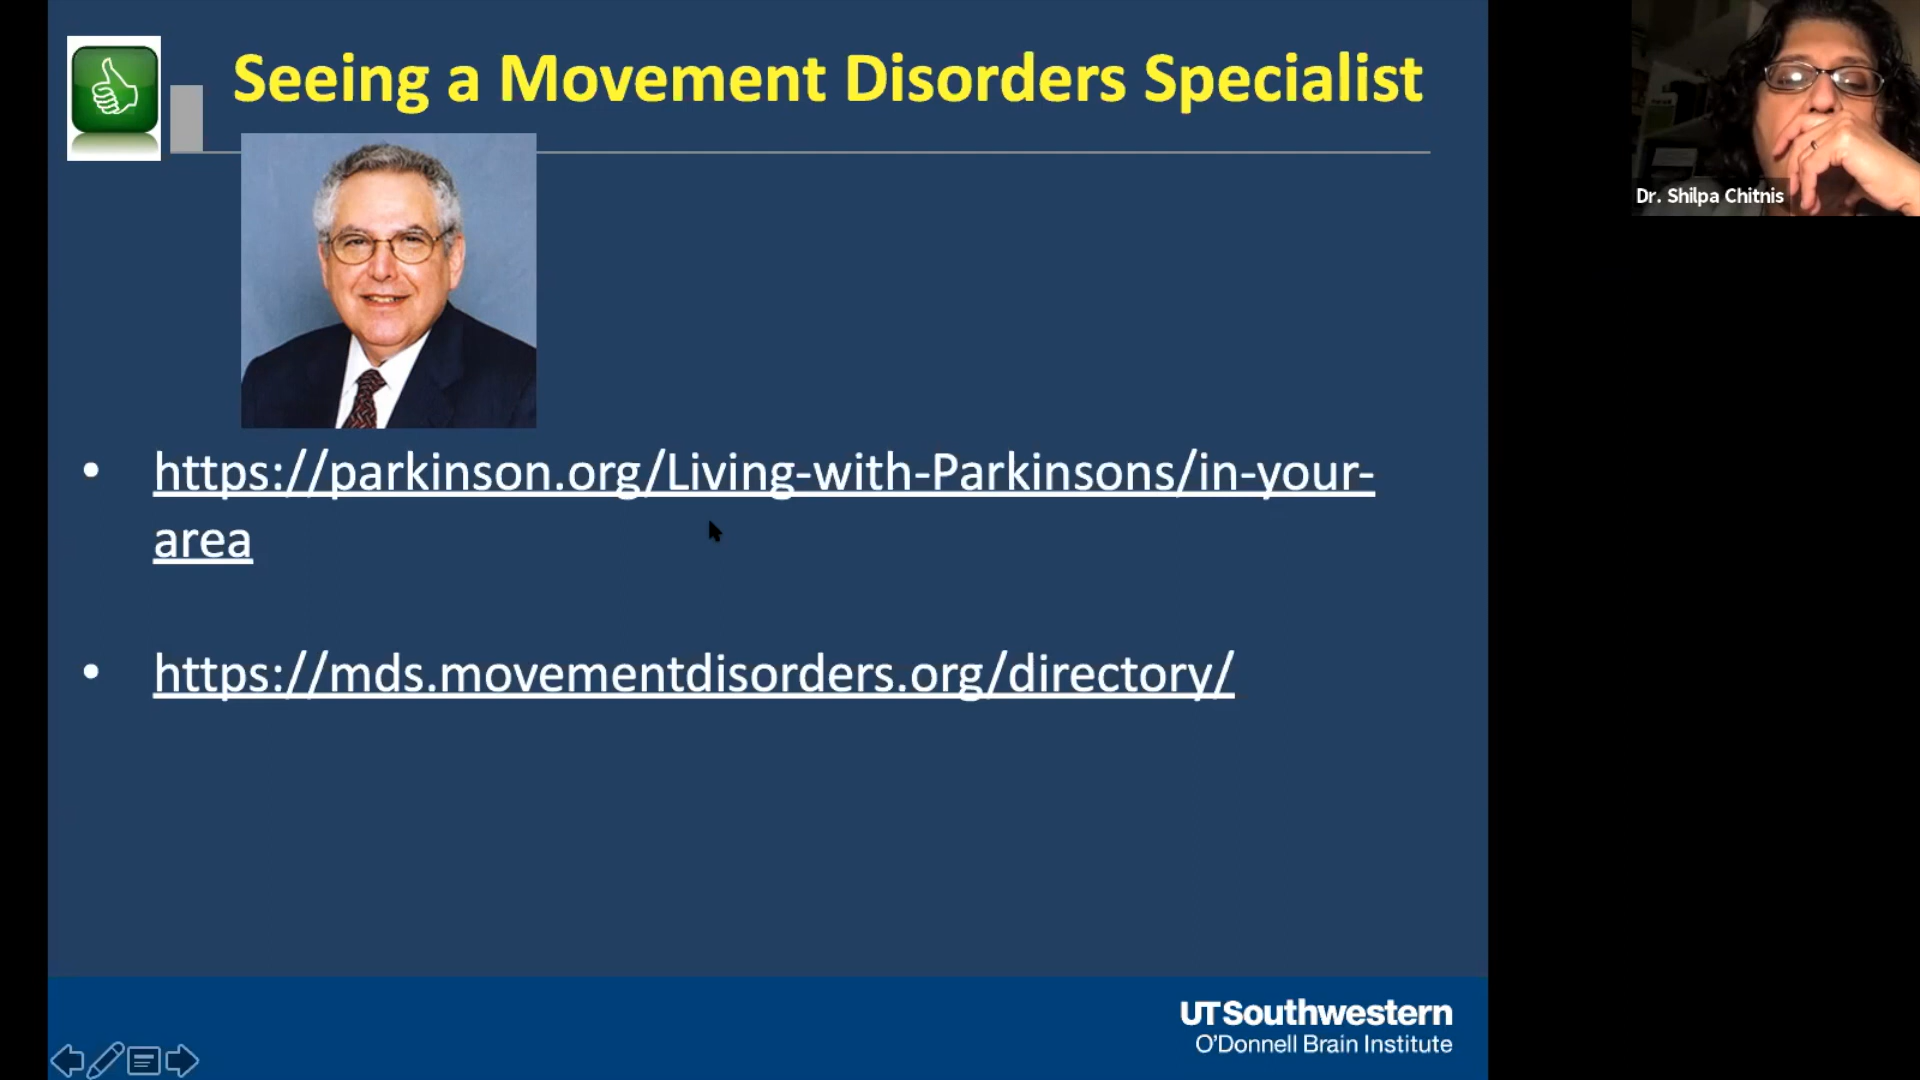 Seeing a Movement Disorders Specialist
Dr. Shilpa Chitnis
• https://parkinson.org/Living-with-Parkinsons/in-your-
area
• https://mds.movementdisorders.org/directory/
UTSouthwestern
O'Donnell Brain Institute